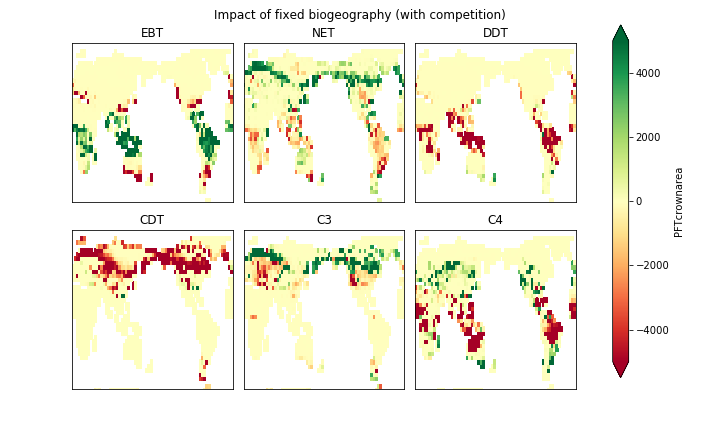 Impact of fixed biogeography (with competition)
EBT
NET
DDT
CDT
C3
C4
4000
2000
0
−2000
−4000
PFTcrownarea